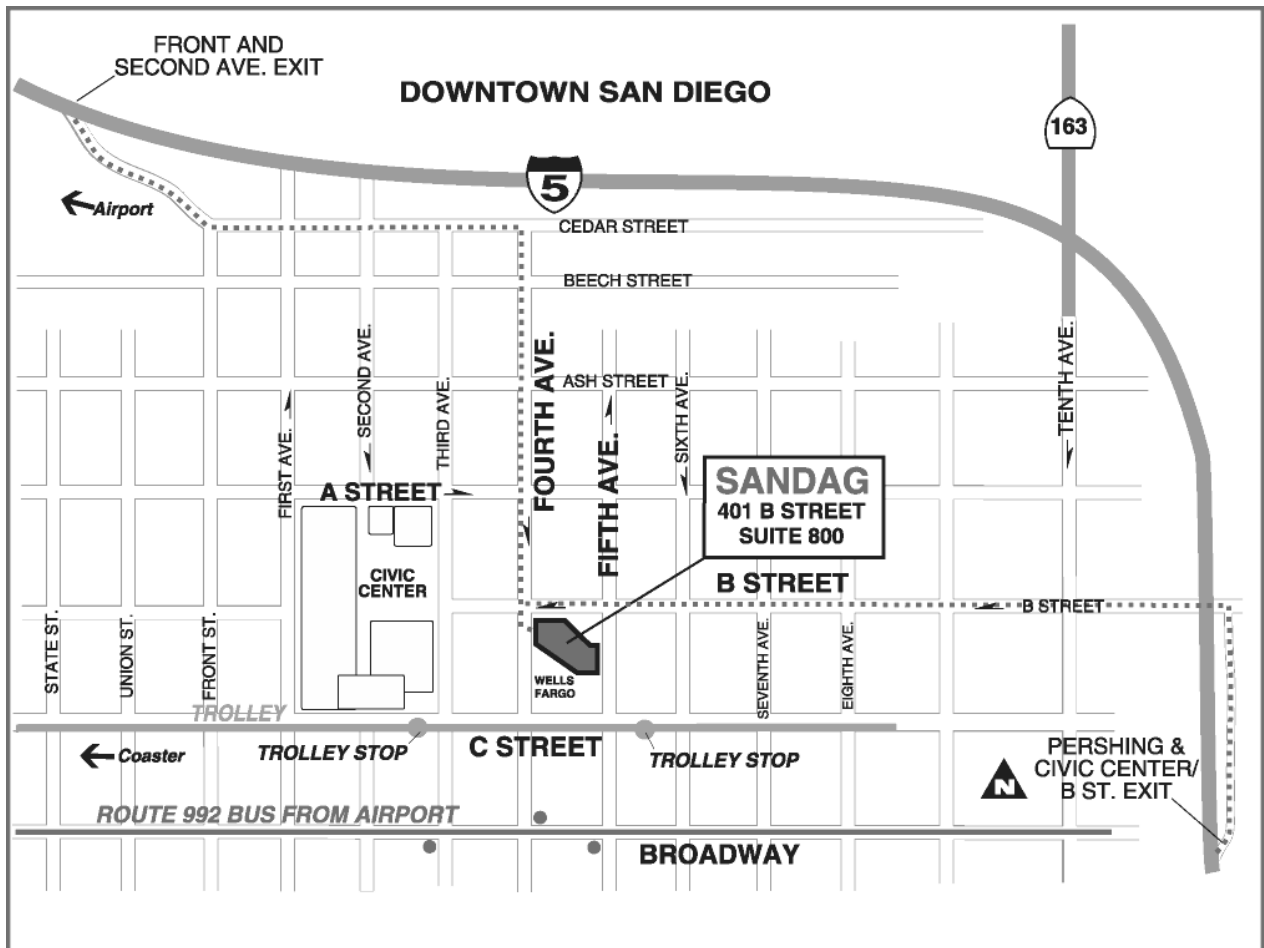 FRONT AND
SECOND AVE. EXIT
DOWNTOWN SAN DIEGO
163
5
Airport
CEDAR STREET
BEECH STREET
ASH STREET
FIRST AVE.
SECOND AVE.
THIRD AVE.
FOURTH AVE.
FIFTH AVE.
SIXTH AVE.
TENTH AVE.
A STREET
SANDAG
401 B STREET
SUITE 800
CIVIC
CENTER
B STREET
B STREET
STATE ST.
UNION ST.
FRONT ST.
WELLS
FARGO
SEVENTH AVE.
EIGHTH AVE.
TROLLEY
Coaster
TROLLEY STOP
C STREET
TROLLEY STOP
PERSHING &
CIVIC CENTER/
B ST. EXIT
N
ROUTE 992 BUS FROM AIRPORT
BROADWAY